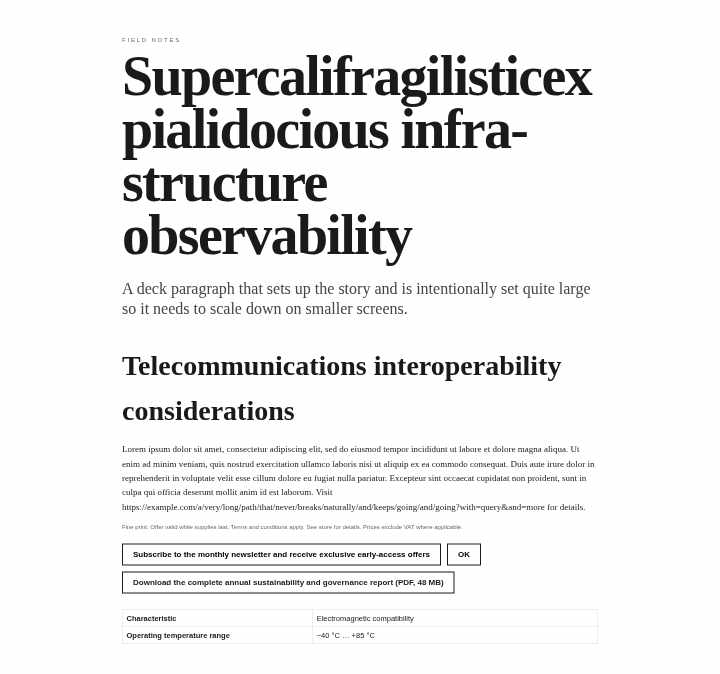 FIELD NOTES
Supercalifragilisticex
pialidocious infra-
structure
observability
A deck paragraph that sets up the story and is intentionally set quite large
so it needs to scale down on smaller screens.
Telecommunications interoperability
considerations
Lorem ipsum dolor sit amet, consectetur adipiscing elit, sed do eiusmod tempor incididunt ut labore et dolore magna aliqua. Ut
enim ad minim veniam, quis nostrud exercitation ullamco laboris nisi ut aliquip ex ea commodo consequat. Duis aute irure dolor in
reprehenderit in voluptate velit esse cillum dolore eu fugiat nulla pariatur. Excepteur sint occaecat cupidatat non proident, sunt in
culpa qui officia deserunt mollit anim id est laborum. Visit
https://example.com/a/very/long/path/that/never/breaks/naturally/and/keeps/going/and/going?with=query&and=more for details.
Fine print: Offer valid while supplies last. Terms and conditions apply. See store for details. Prices exclude VAT where applicable.
Subscribe to the monthly newsletter and receive exclusive early-access offers OK
Download the complete annual sustainability and governance report (PDF, 48 MB)
Characteristic Electromagnetic compatibility
Operating temperature range −40 °C … +85 °C